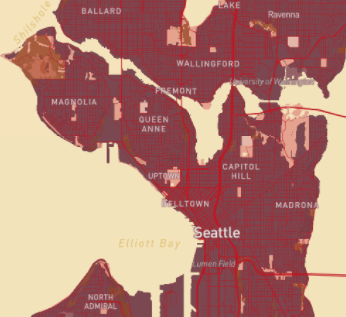 Shilshole
BALLARD
LAKE
Ravenna
WALLINGFORD
University of Washington
FREMONT
MAGNOLIA
QUEEN
ANNE
UPTOWN
CAPITOL
HILL
BELLTOWN
MADRONA
Seattle
Elliott Bay
Lumen Field
NORTH
ADMIRAL